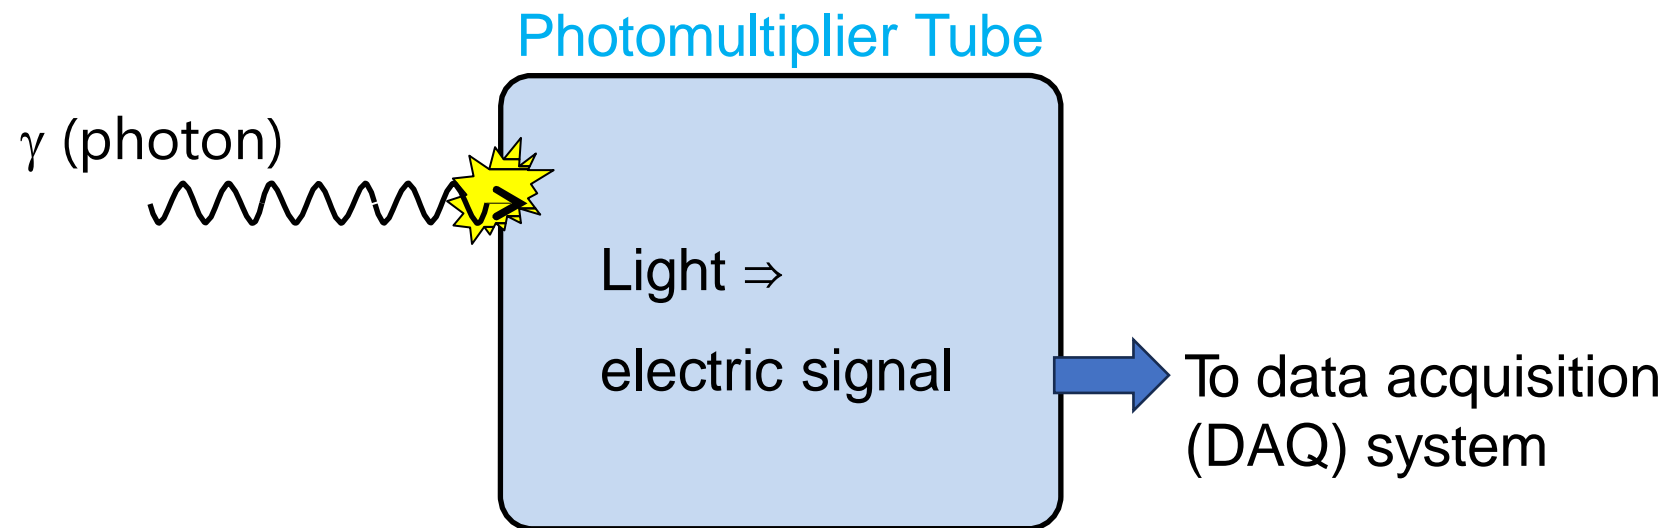 Photomultiplier Tube
γ (photon)
Light ⇒
electric signal
To data acquisition
(DAQ) system